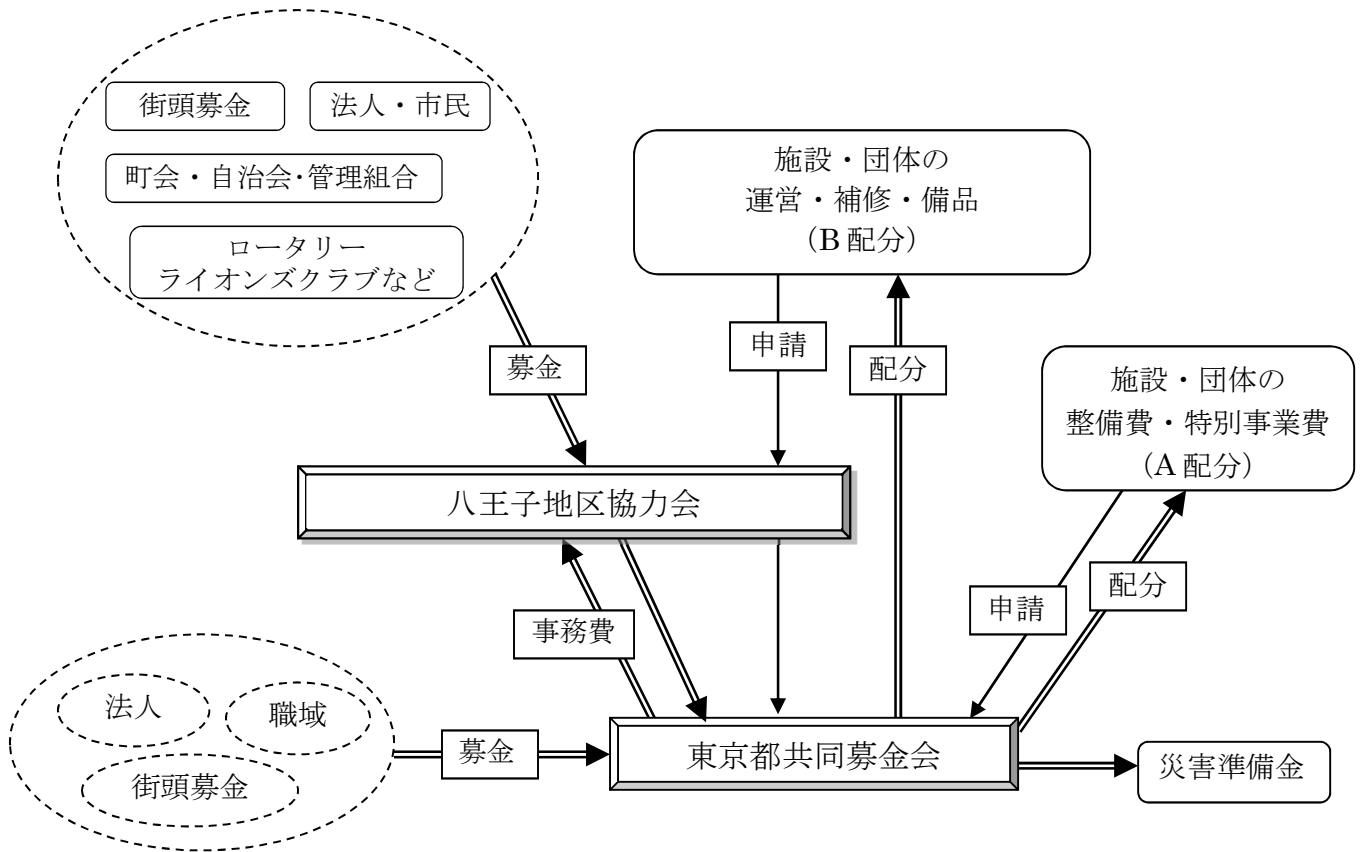 街頭募金
法人・市民
町会・自治会・管理組合
ロータリー
ライオンズクラブなど
施設・団体の
運営・補修・備品
（B 配分）
募金
申請
配分
施設・団体の
整備費・特別事業費
（A 配分）
八王子地区協力会
事務費
申請
配分
法人
職域
街頭募金
募金
東京都共同募金会
災害準備金